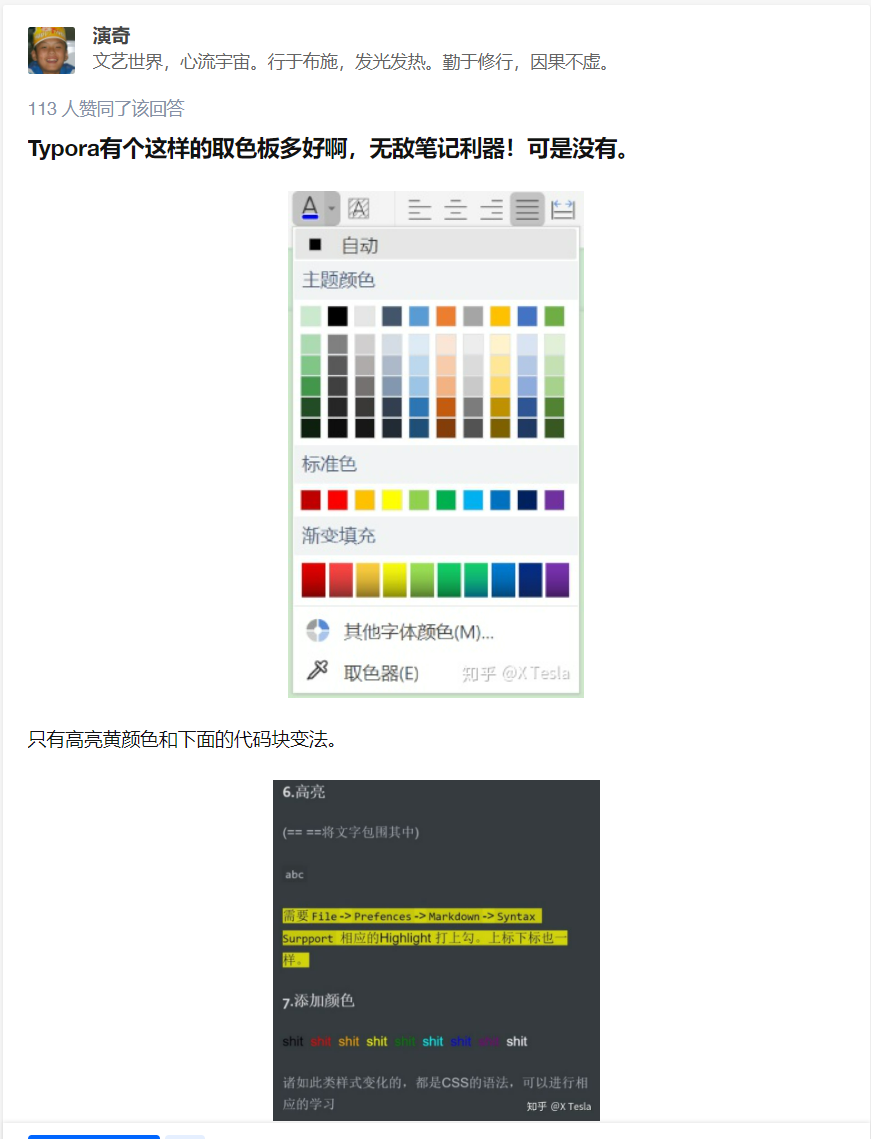 演奇
文艺世界，心流宇宙。行于布施，发光发热。勤于修行，因果不虚。
113 人赞同了该回答
Typora有个这样的取色板多好啊，无敌笔记利器！可是没有。
A A
自动
主题颜色
标准色
渐变填充
其他字体颜色(M)...
取色器(E)
知乎 @X Tesla
只有高亮黄颜色和下面的代码块变法。
6.高亮
(== ==将文字包围其中)
abc
需要 File -> Prefences -> Markdown -> Syntax
Surpport 相应的Highlight 打上勾。上标下标也一
样。
7.添加颜色
shit shit shit shit shit shit shit shit shit
诸如此类样式变化的，都是CSS的语法，可以进行相
应的学习
知乎 @X Tesla